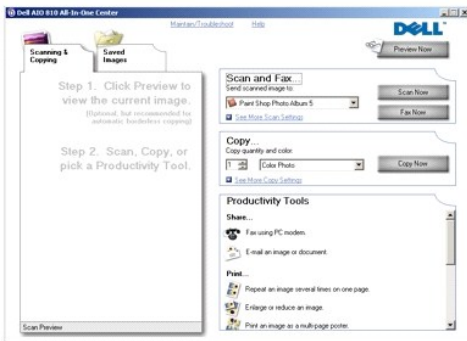 Dell AIO 810 All-In-One Center
Maintain/Troubleshoot Help
DELL
Scanning & Copying
Saved Images
Preview Now
Step 1. Click Preview to
view the current image.
(Optional, but recommended for
automatic borderless copying)
Step 2. Scan, Copy, or
pick a Productivity Tool.
Scan Preview
Scan and Fax...
Send scanned image to:
Paint Shop Photo Album 5
Scan Now
See More Scan Settings
Fax Now
Copy...
Copy quantity and color.
1 Color Photo
Copy Now
See More Copy Settings
Productivity Tools
Share...
Fax using PC modem.
E-mail an image or document.
Print...
Repeat an image several times on one page.
Enlarge or reduce an image.
Print an image as a multi-page poster.